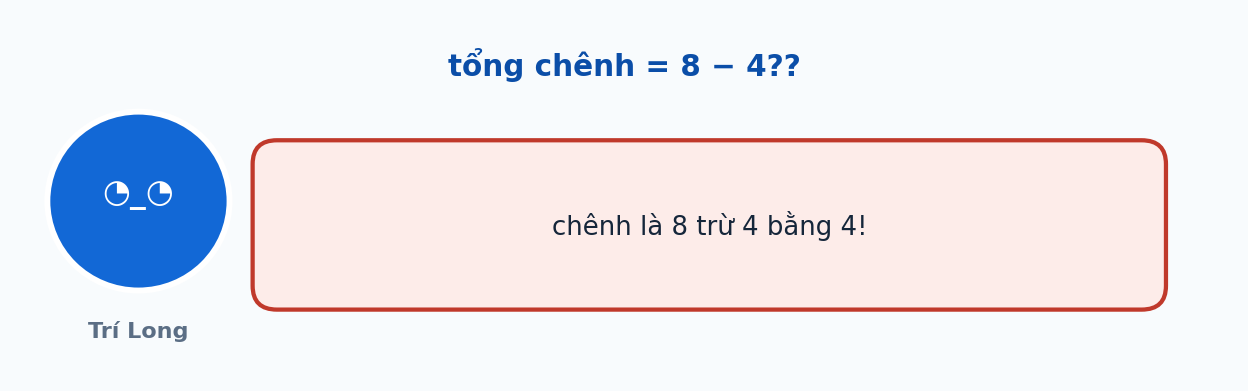 tổng chênh = 8 − 4??
◔_◔
chênh là 8 trừ 4 bằng 4!
Trí Long